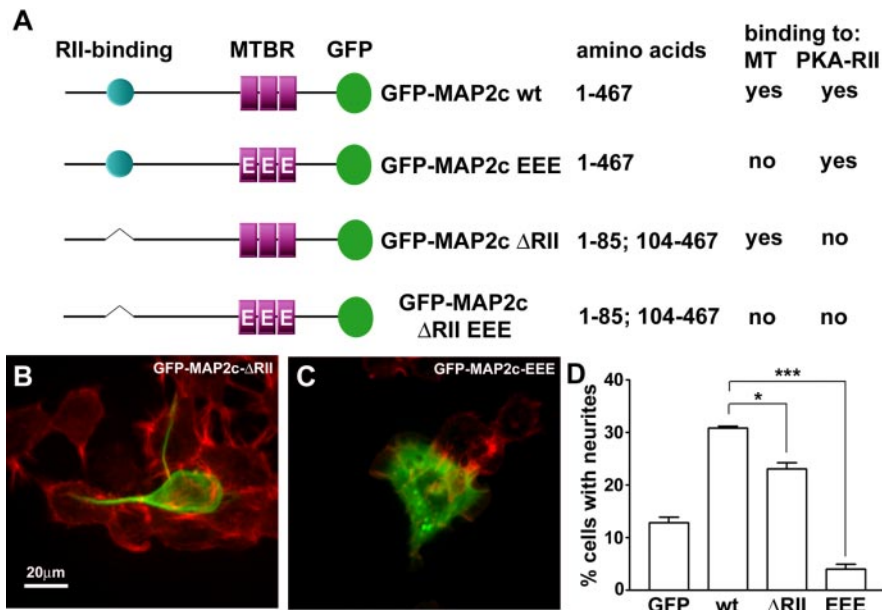 A
RII-binding MTBR GFP amino acids binding to:
MT PKA-RII
GFP-MAP2c wt 1-467 yes yes
EEE GFP-MAP2c EEE 1-467 no yes
GFP-MAP2c ΔRII 1-85; 104-467 yes no
EEE GFP-MAP2c
ΔRII EEE 1-85; 104-467 no no
B GFP-MAP2c-ΔRII
20μm
C GFP-MAP2c-EEE
D
% cells with neurites
40
30
20
10
0
***
*
GFP wt ΔRII EEE